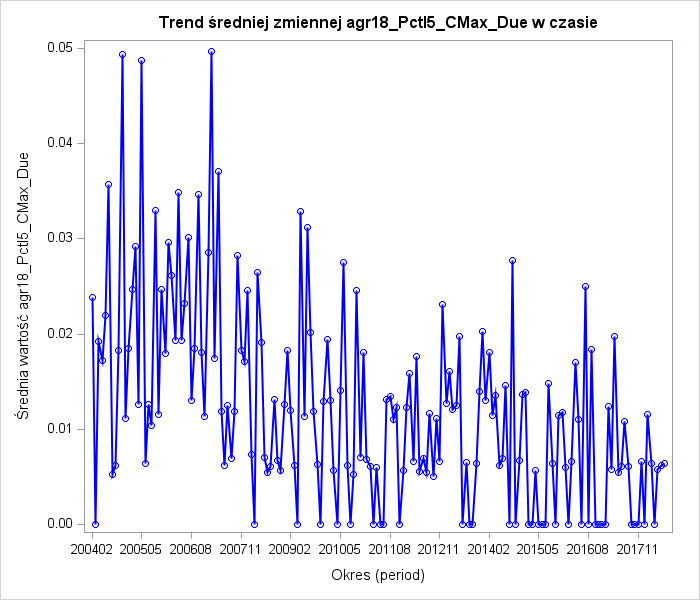 Trend średniej zmiennej agr18_Pctl5_CMax_Due w czasie
Średnia wartość agr18_Pctl5_CMax_Due
0.05
0.04
0.03
0.02
0.01
0.00
200402 200505 200608 200711 200902 201005 201108 201211 201402 201505 201608 201711
Okres (period)